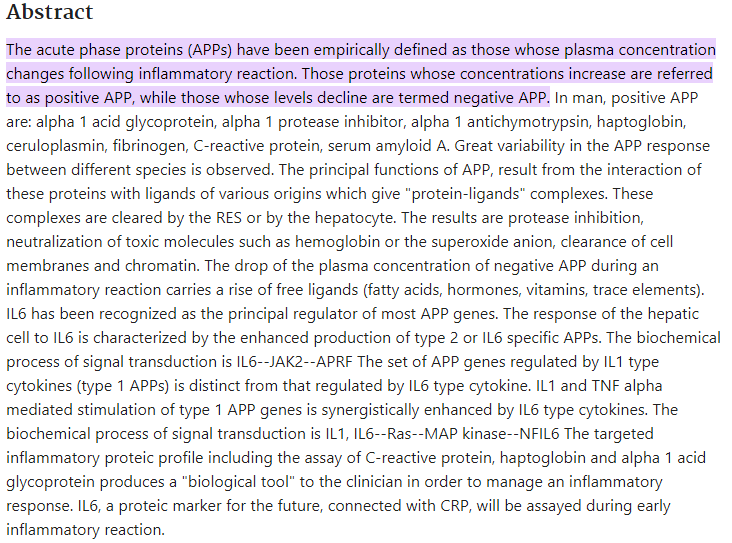 Abstract
The acute phase proteins (APPs) have been empirically defined as those whose plasma concentration
changes following inflammatory reaction. Those proteins whose concentrations increase are referred
to as positive APP, while those whose levels decline are termed negative APP. In man, positive APP
are: alpha 1 acid glycoprotein, alpha 1 protease inhibitor, alpha 1 antichymotrypsin, haptoglobin,
ceruloplasmin, fibrinogen, C-reactive protein, serum amyloid A. Great variability in the APP response
between different species is observed. The principal functions of APP, result from the interaction of
these proteins with ligands of various origins which give "protein-ligands" complexes. These
complexes are cleared by the RES or by the hepatocyte. The results are protease inhibition,
neutralization of toxic molecules such as hemoglobin or the superoxide anion, clearance of cell
membranes and chromatin. The drop of the plasma concentration of negative APP during an
inflammatory reaction carries a rise of free ligands (fatty acids, hormones, vitamins, trace elements).
IL6 has been recognized as the principal regulator of most APP genes. The response of the hepatic
cell to IL6 is characterized by the enhanced production of type 2 or IL6 specific APPs. The biochemical
process of signal transduction is IL6--JAK2--APRF The set of APP genes regulated by IL1 type
cytokines (type 1 APPs) is distinct from that regulated by IL6 type cytokine. IL1 and TNF alpha
mediated stimulation of type 1 APP genes is synergistically enhanced by IL6 type cytokines. The
biochemical process of signal transduction is IL1, IL6--Ras--MAP kinase--NFIL6 The targeted
inflammatory proteic profile including the assay of C-reactive protein, haptoglobin and alpha 1 acid
glycoprotein produces a "biological tool" to the clinician in order to manage an inflammatory
response. IL6, a proteic marker for the future, connected with CRP, will be assayed during early
inflammatory reaction.